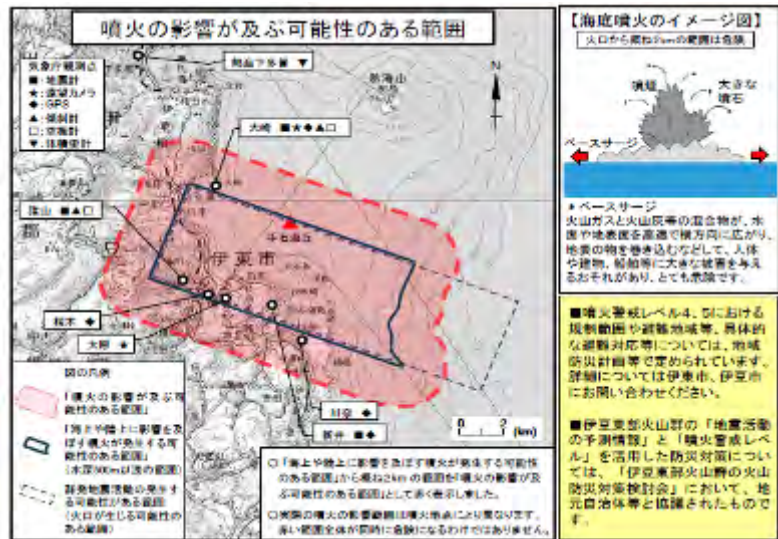 噴火の影響が及ぶ可能性のある範囲
気象庁観測点
■:地震計
★:遠望カメラ
◆:GPS
▲:傾斜計
□:空振計
▼:体積歪計
大崎 ■★◆▲□
伊東市
手石海丘
大原 ★
新井 ■◆
図の凡例
「噴火の影響が及ぶ可能性のある範囲」
「海上や陸上に影響を及ぼす噴火が発生する可能性のある範囲」
(水深500m以浅の範囲)
群発地震活動の発生する可能性がある範囲
(火口が生じる可能性のある範囲)
N
0 2
(km)
○「海上や陸上に影響を及ぼす噴火が発生する可能性
のある範囲」から概ね2kmの範囲を「噴火の影響が及
ぶ可能性のある範囲」として赤く表示しました。
○実際の噴火の影響範囲は噴火地点により異なります。
赤い範囲全体が同時に危険になるわけではありません。
【海底噴火のイメージ図】
火口から概ね2kmの範囲は危険
噴煙
大きな
噴石
ベースサージ
*ベースサージ
火山ガスと火山灰等の混合物が、水
面や地表面を高速で横方向に広がり、
地表の物を巻き込むなどして、人体
や建物、船舶等に大きな被害を与え
るおそれがあり、とても危険です。
■噴火警戒レベル4、5における
規制範囲や避難地域等、具体的
な避難対応等については、地域
防災計画等で定められています。
詳細については伊東市、伊豆市
にお問い合わせください。
■伊豆東部火山群の「地震活動
の予測情報」と「噴火警戒レベ
ル」を活用した防災対策につい
ては、「伊豆東部火山群の火山
防災対策検討会」において、地
元自治体等と協議されたもので
す。